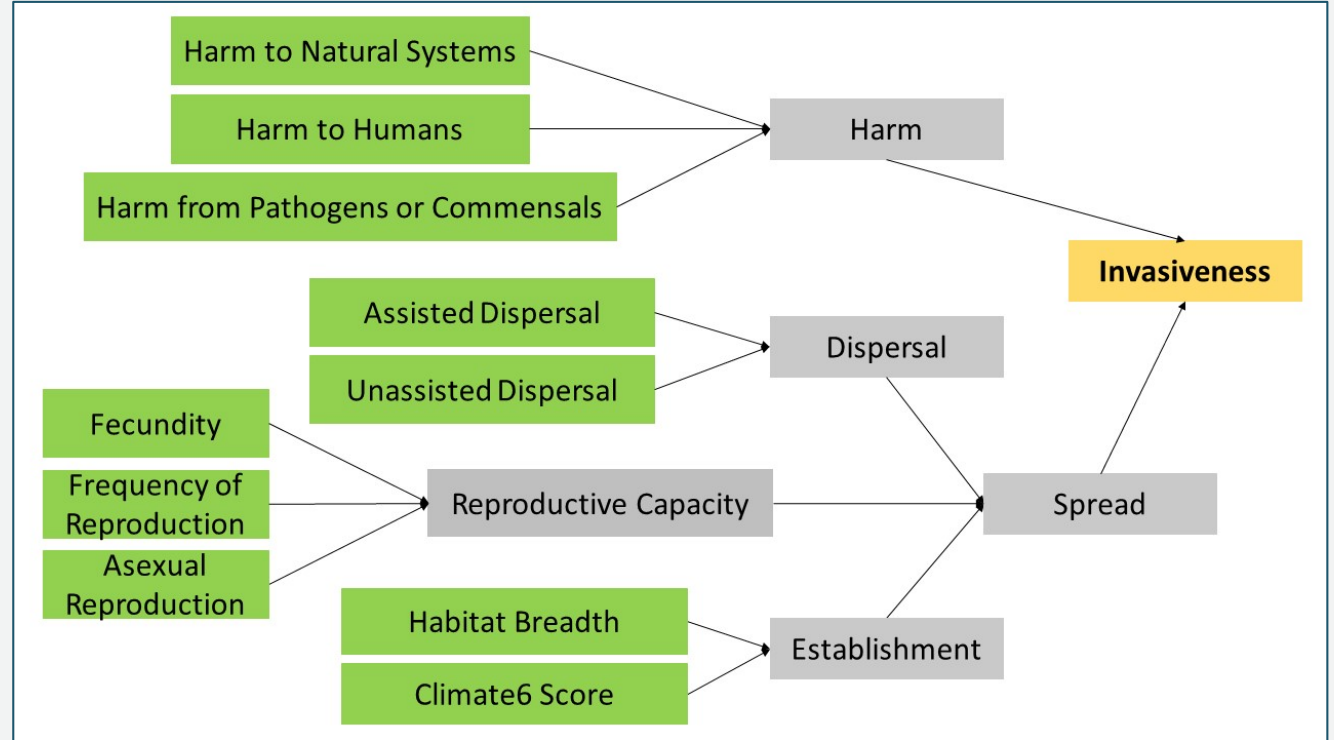 Harm to Natural Systems
Harm to Humans
Harm from Pathogens or Commensals
Harm
Invasiveness
Assisted Dispersal
Unassisted Dispersal
Dispersal
Fecundity
Frequency of
Reproduction
Asexual
Reproduction
Reproductive Capacity
Spread
Habitat Breadth
Climate6 Score
Establishment